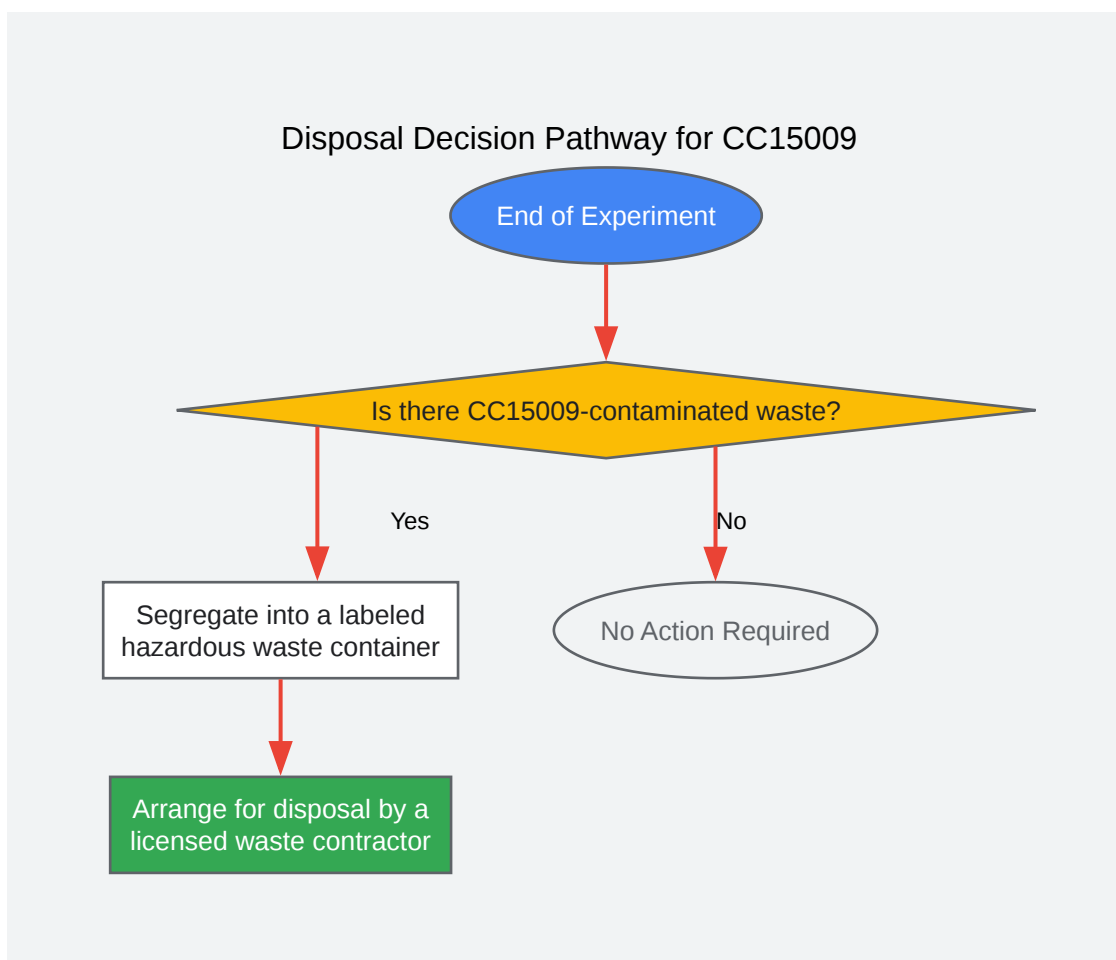 Disposal Decision Pathway for CC15009
End of Experiment
Is there CC15009-contaminated waste?
Yes
No
Segregate into a labeled
hazardous waste container
No Action Required
Arrange for disposal by a
licensed waste contractor